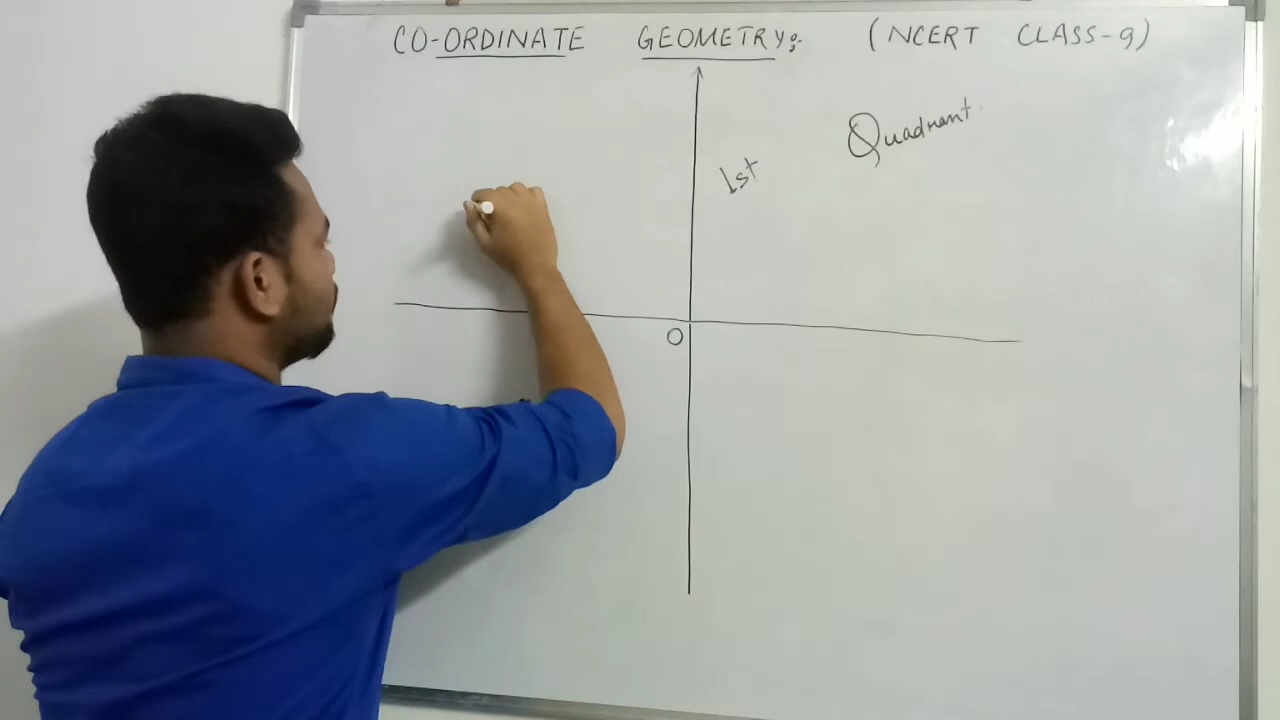 CO-ORDINATE GEOMETRY:- (NCERT CLASS-9)
Quadrant
1st
O